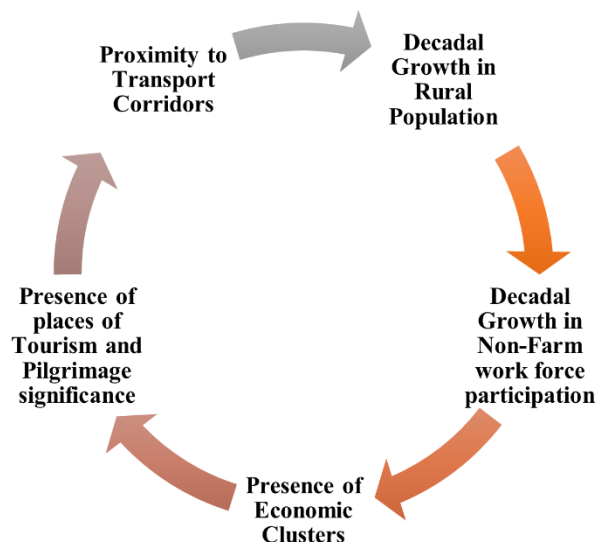 Proximity to
Transport
Corridors
Decadal
Growth in
Rural
Population
Decadal
Growth in
Non-Farm
work force
participation
Presence of
Economic
Clusters
Presence of
places of
Tourism and
Pilgrimage
significance